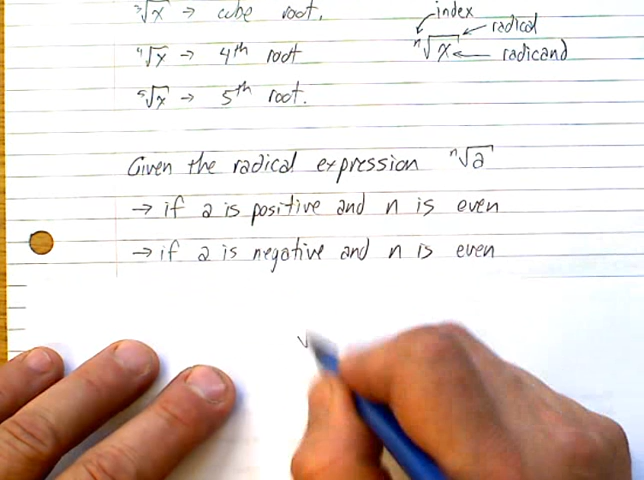 ³√x → cube root.
index
radical
⁴√y → 4th root
ⁿ√x ← radicand
⁵√x → 5th root.
Given the radical expression ⁿ√a
→ if a is positive and n is even
→ if a is negative and n is even
√